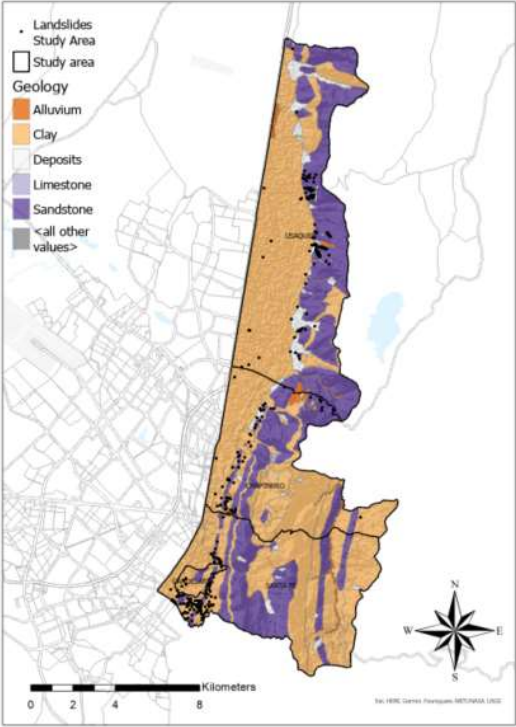 Landslides
Study Area
Study area
Geology
Alluvium
Clay
Deposits
Limestone
Sandstone
<all other
values>
N
W
E
S
Kilometers
0 2 4 8